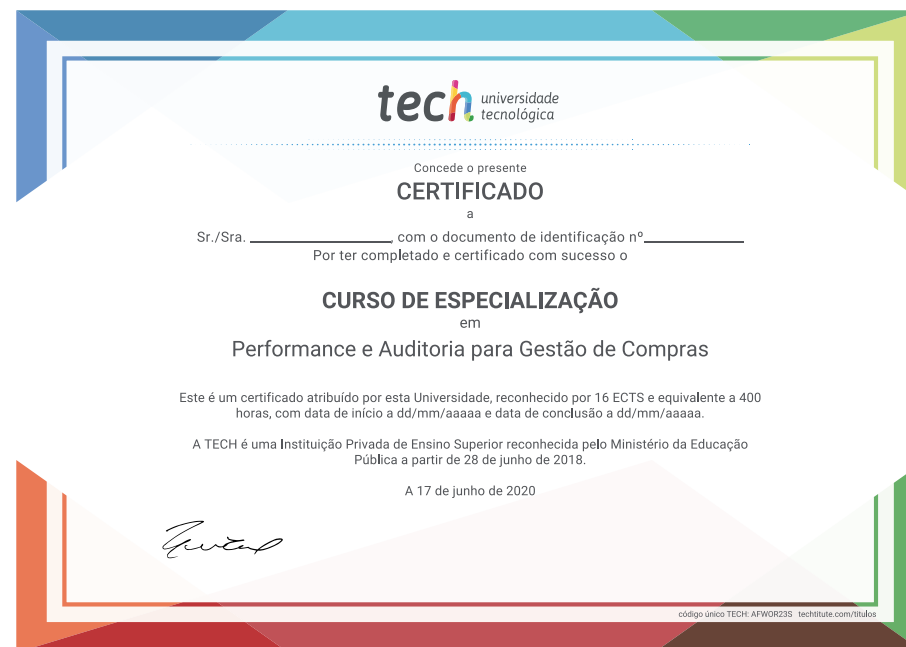 tech universidade
tecnológica
Concede o presente
CERTIFICADO
a
Sr./Sra. ________________, com o documento de identificação nº____________
Por ter completado e certificado com sucesso o
CURSO DE ESPECIALIZAÇÃO
em
Performance e Auditoria para Gestão de Compras
Este é um certificado atribuído por esta Universidade, reconhecido por 16 ECTS e equivalente a 400
horas, com data de início a dd/mm/aaaaa e data de conclusão a dd/mm/aaaaa.
A TECH é uma Instituição Privada de Ensino Superior reconhecida pelo Ministério da Educação
Pública a partir de 28 de junho de 2018.
A 17 de junho de 2020
código único TECH: AFWOR23S techtitute.com/titulos